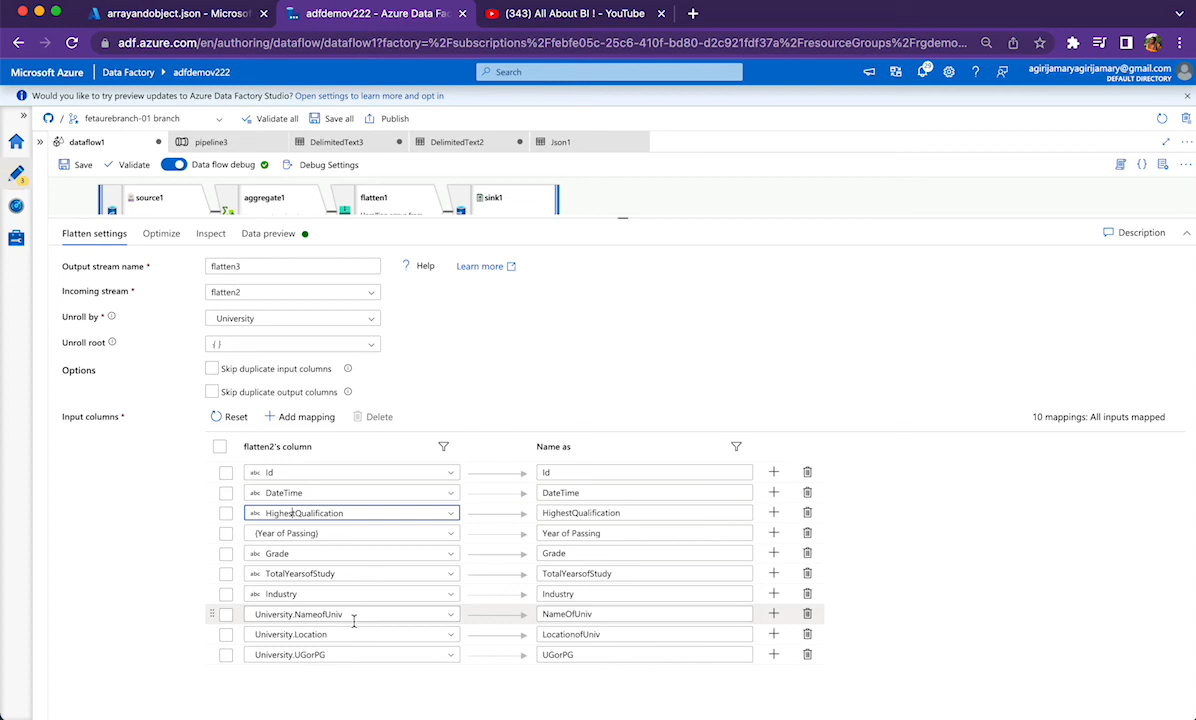 arrayandobject.json - Microsof
adfdemov222 - Azure Data Fac
(343) All About BI ! - YouTube
adf.azure.com/en/authoring/dataflow/dataflow1?factory=%2Fsubscriptions%2Ffebfe05c-25c6-410f-bd80-d2c921dfdf37a%2FresourceGroups%2Frgdemo...
Microsoft Azure
Data Factory
adfdemov222
Search
29
agirijamaryagirijamary@gmail.com
DEFAULT DIRECTORY
Would you like to try preview updates to Azure Data Factory Studio? Open settings to learn more and opt in
/ fetaurebranch-01 branch
Validate all
Save all
Publish
dataflow1
pipeline3
DelimitedText3
DelimitedText2
Json1
3
Save
Validate
Data flow debug
Debug Settings
source1
aggregate1
flatten1
sink1
Flatten settings
Optimize
Inspect
Data preview
Description
Output stream name *
flatten3
Help
Learn more
Incoming stream *
flatten2
Unroll by *
University
Unroll root
{ }
Options
Skip duplicate input columns
Skip duplicate output columns
Input columns *
Reset
Add mapping
Delete
10 mappings: All inputs mapped
flatten2's column
Name as
abc Id
Id
abc DateTime
DateTime
abc HighestQualification
HighestQualification
{Year of Passing}
Year of Passing
abc Grade
Grade
abc TotalYearsofStudy
TotalYearsofStudy
abc Industry
Industry
University.NameofUniv
NameOfUniv
University.Location
LocationofUniv
University.UGorPG
UGorPG